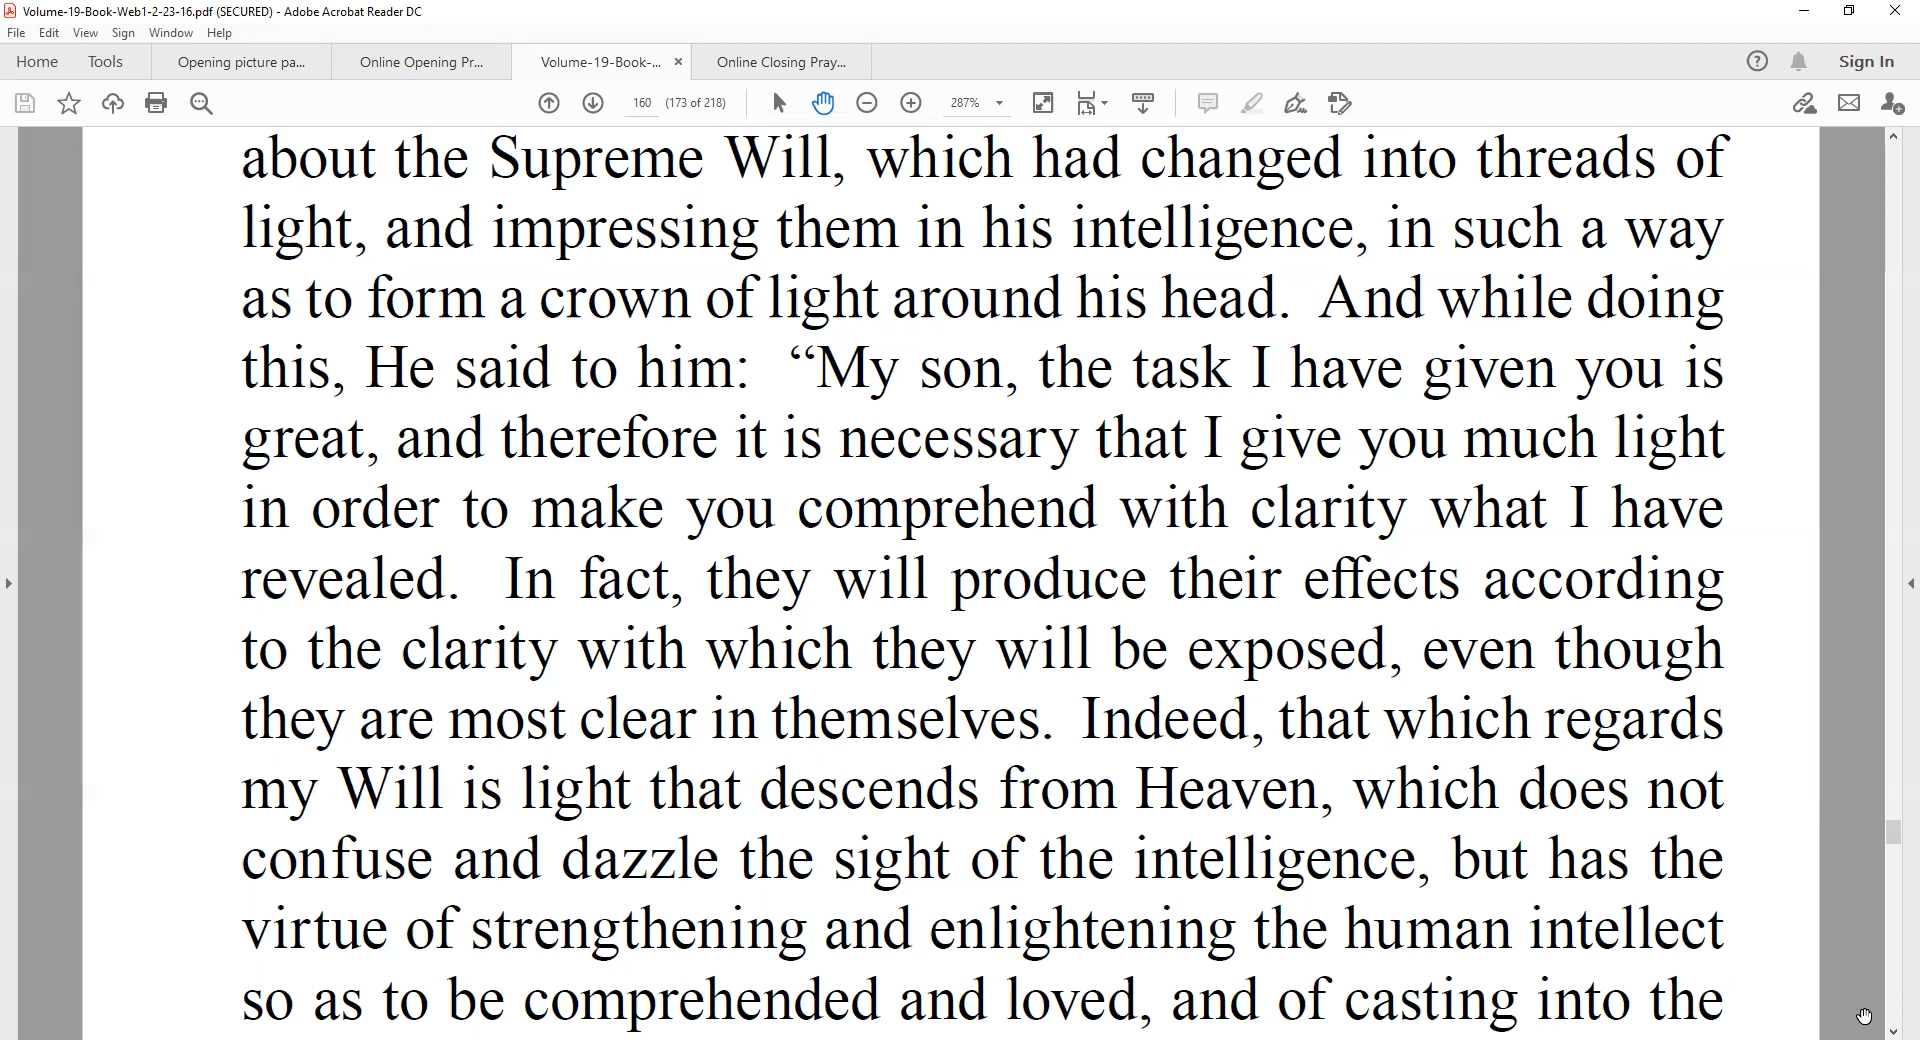 Volume-19-Book-Web1-2-23-16.pdf (SECURED) - Adobe Acrobat Reader DC
File Edit View Sign Window Help
Home Tools Opening picture pa... Online Opening Pr... Volume-19-Book-... × Online Closing Pray... ? Sign In
160 (173 of 218) 287%
about the Supreme Will, which had changed into threads of
light, and impressing them in his intelligence, in such a way
as to form a crown of light around his head. And while doing
this, He said to him: “My son, the task I have given you is
great, and therefore it is necessary that I give you much light
in order to make you comprehend with clarity what I have
revealed. In fact, they will produce their effects according
to the clarity with which they will be exposed, even though
they are most clear in themselves. Indeed, that which regards
my Will is light that descends from Heaven, which does not
confuse and dazzle the sight of the intelligence, but has the
virtue of strengthening and enlightening the human intellect
so as to be comprehended and loved, and of casting into the